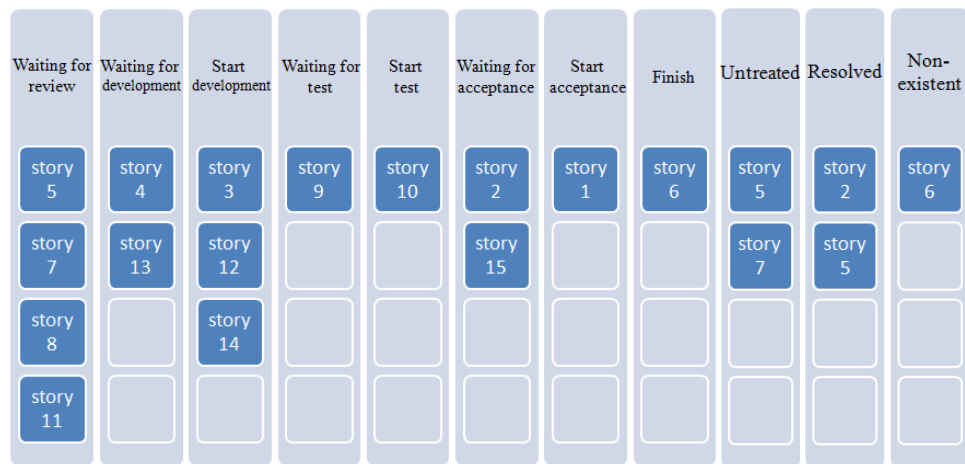 Waiting for
review
Waiting for
development
Start
development
Waiting for
test
Start
test
Waiting for
acceptance
Start
acceptance
Finish
Untreated
Resolved
Non-
existent
story
5
story
4
story
3
story
9
story
10
story
2
story
1
story
6
story
5
story
2
story
6
story
7
story
13
story
12
story
15
story
7
story
5
story
8
story
14
story
11